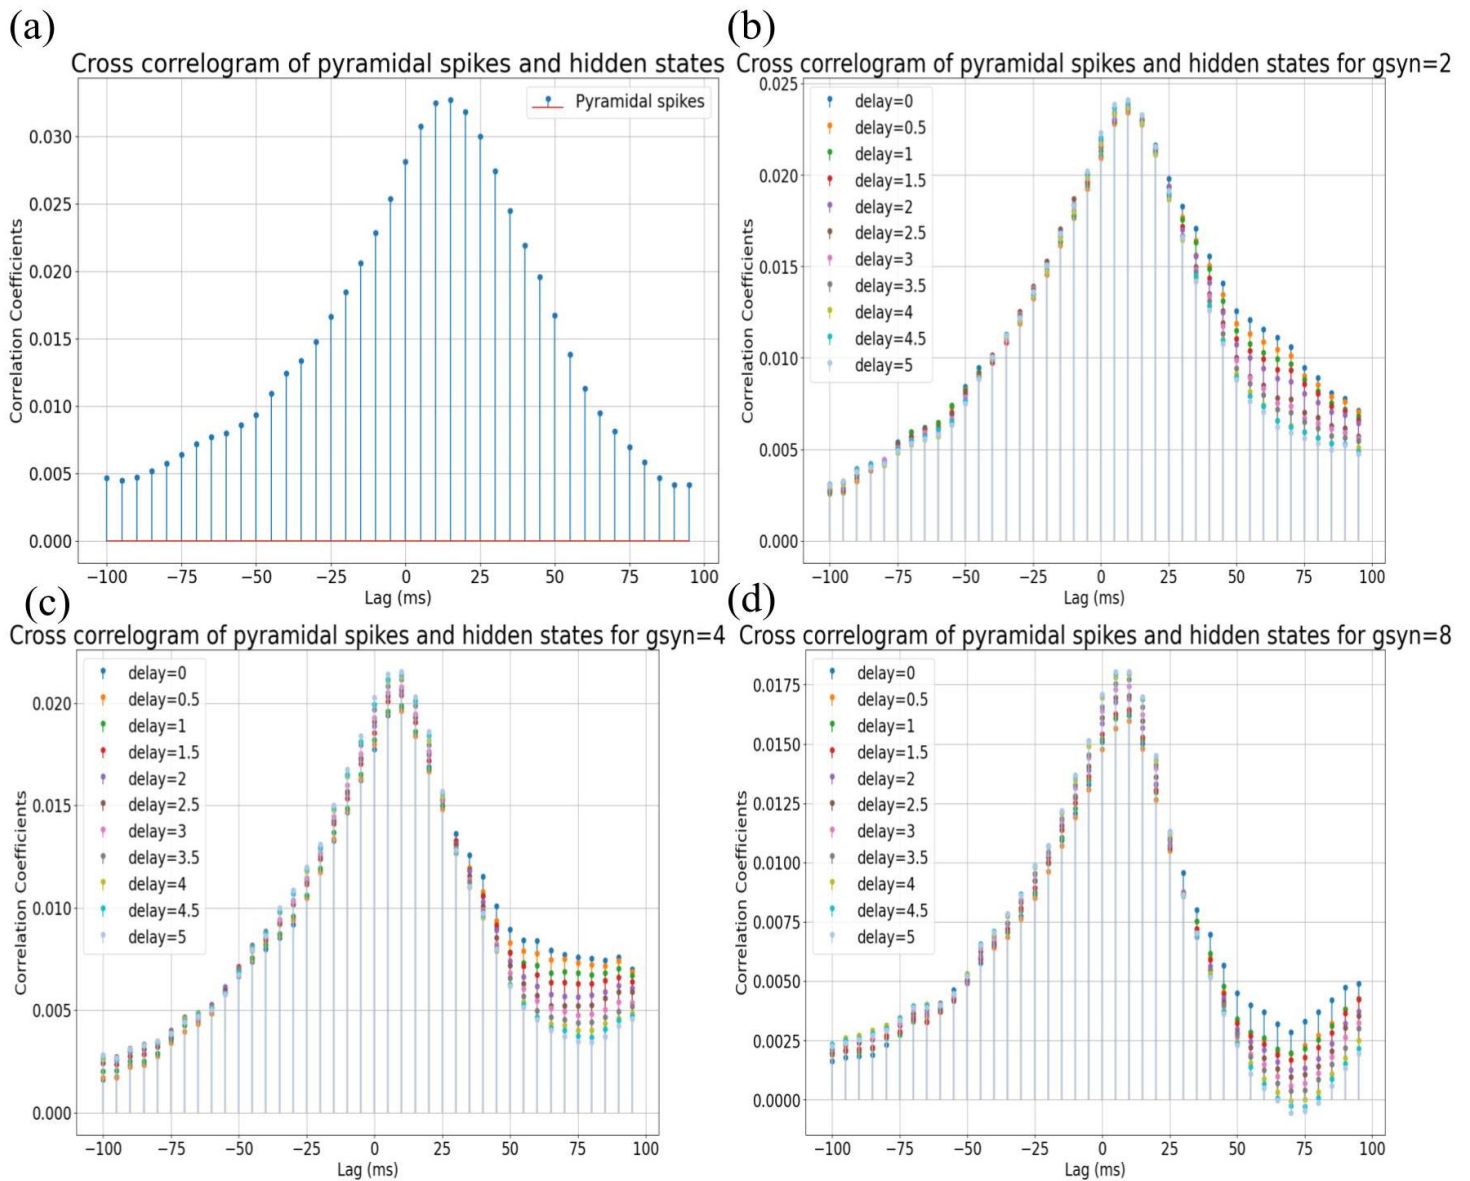 (a)
Cross correlogram of pyramidal spikes and hidden states
Pyramidal spikes
0.030
0.025
0.020
0.015
0.010
0.005
0.000
Correlation Coefficients
−100 −75 −50 −25 0 25 50 75 100
Lag (ms)
(b)
Cross correlogram of pyramidal spikes and hidden states for gsyn=2
delay=0
delay=0.5
delay=1
delay=1.5
delay=2
delay=2.5
delay=3
delay=3.5
delay=4
delay=4.5
delay=5
0.025
0.020
0.015
0.010
0.005
0.000
Correlation Coefficients
−100 −75 −50 −25 0 25 50 75 100
Lag (ms)
(c)
Cross correlogram of pyramidal spikes and hidden states for gsyn=4
delay=0
delay=0.5
delay=1
delay=1.5
delay=2
delay=2.5
delay=3
delay=3.5
delay=4
delay=4.5
delay=5
0.020
0.015
0.010
0.005
0.000
Correlation Coefficients
−100 −75 −50 −25 0 25 50 75 100
Lag (ms)
(d)
Cross correlogram of pyramidal spikes and hidden states for gsyn=8
delay=0
delay=0.5
delay=1
delay=1.5
delay=2
delay=2.5
delay=3
delay=3.5
delay=4
delay=4.5
delay=5
0.0175
0.0150
0.0125
0.0100
0.0075
0.0050
0.0025
0.0000
Correlation Coefficients
−100 −75 −50 −25 0 25 50 75 100
Lag (ms)